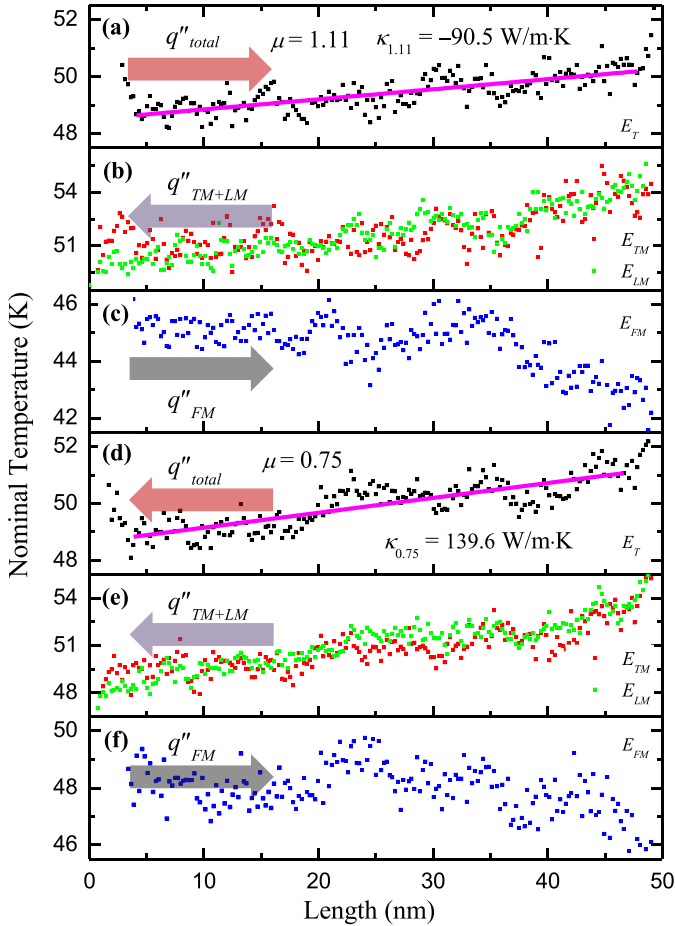 Nominal Temperature (K)
(a) q″total μ = 1.11 κ1.11 = –90.5 W/m·K
52
50
48
ET
(b) q″TM+LM
54
51
ETM
ELM
(c)
46
44
42
EFM
q″FM
(d) q″total μ = 0.75
52
50
48
κ0.75 = 139.6 W/m·K
ET
(e) q″TM+LM
54
51
48
ETM
ELM
(f) q″FM
50
48
46
EFM
0 10 20 30 40 50
Length (nm)